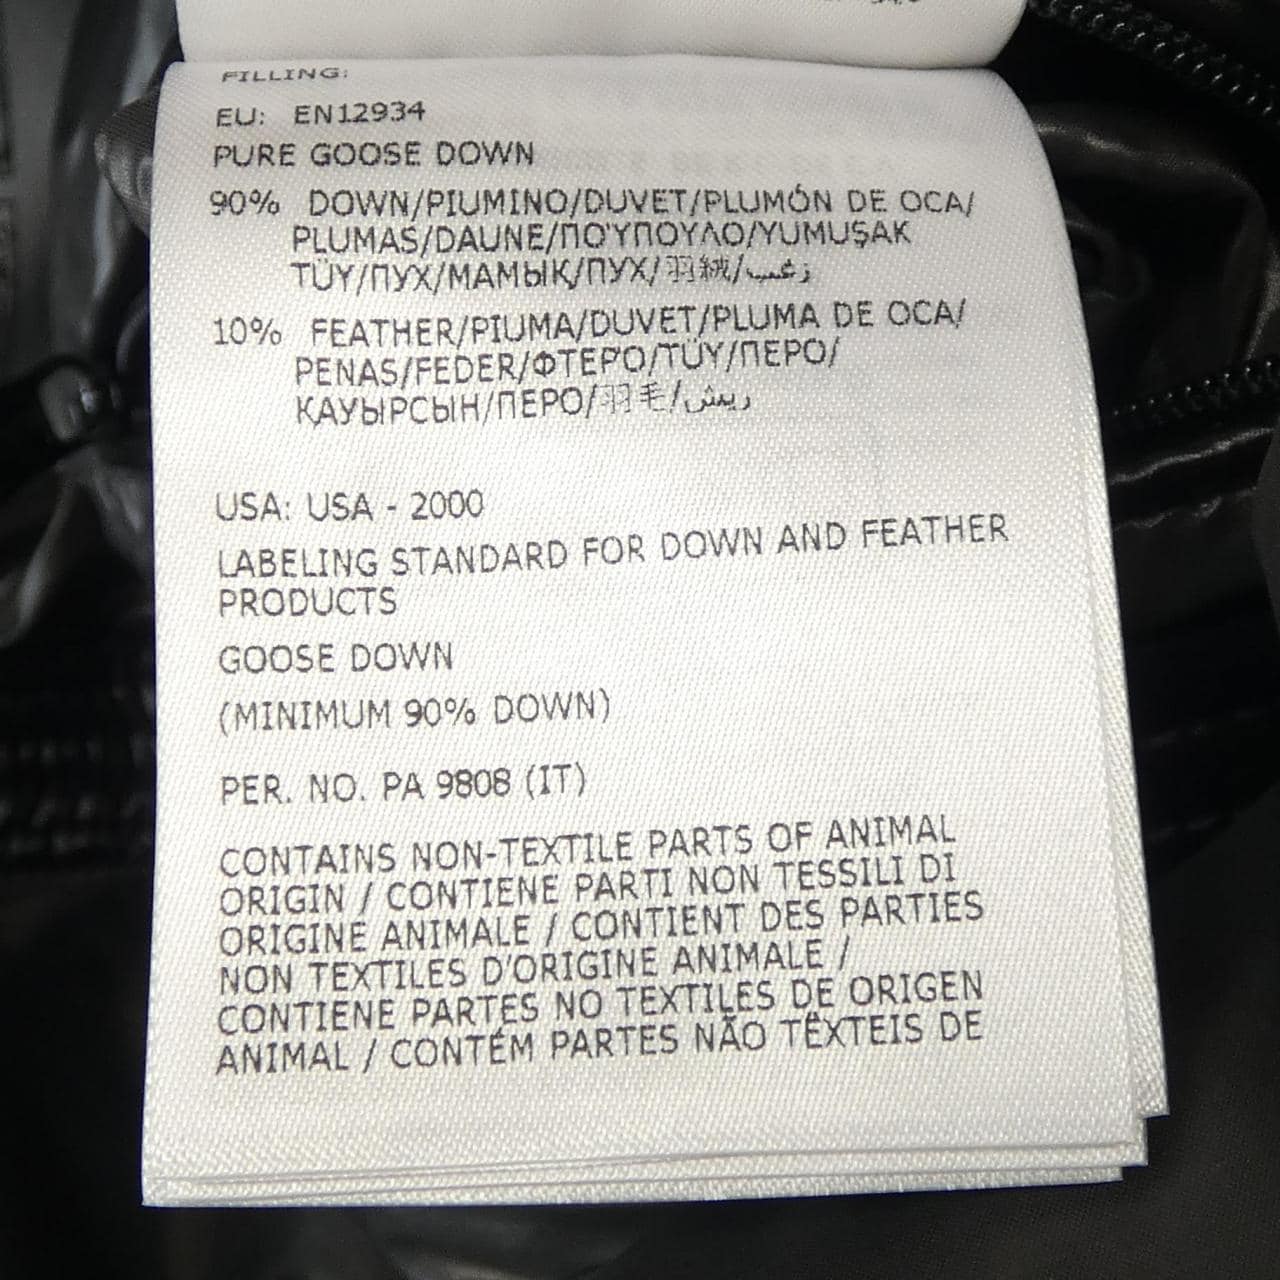 FILLING:
EU: EN12934
PURE GOOSE DOWN
90% DOWN/PIUMINO/DUVET/PLUMÓN DE OCA/
PLUMAS/DAUNE/ΠΟΎΠΟΥΛΟ/YUMUŞAK
TÜY/ПУХ/МАМЫҚ/ПУХ/羽絨/زغب
10% FEATHER/PIUMA/DUVET/PLUMA DE OCA/
PENAS/FEDER/ΦΤΕΡΌ/TÜY/ПЕРО/
ҚАУЫРСЫН/ПЕРО/羽毛/ريش
USA: USA - 2000
LABELING STANDARD FOR DOWN AND FEATHER
PRODUCTS
GOOSE DOWN
(MINIMUM 90% DOWN)
PER. NO. PA 9808 (IT)
CONTAINS NON-TEXTILE PARTS OF ANIMAL
ORIGIN / CONTIENE PARTI NON TESSILI DI
ORIGINE ANIMALE / CONTIENT DES PARTIES
NON TEXTILES D'ORIGINE ANIMALE /
CONTIENE PARTES NO TEXTILES DE ORIGEN
ANIMAL / CONTÉM PARTES NÃO TÊXTEIS DE